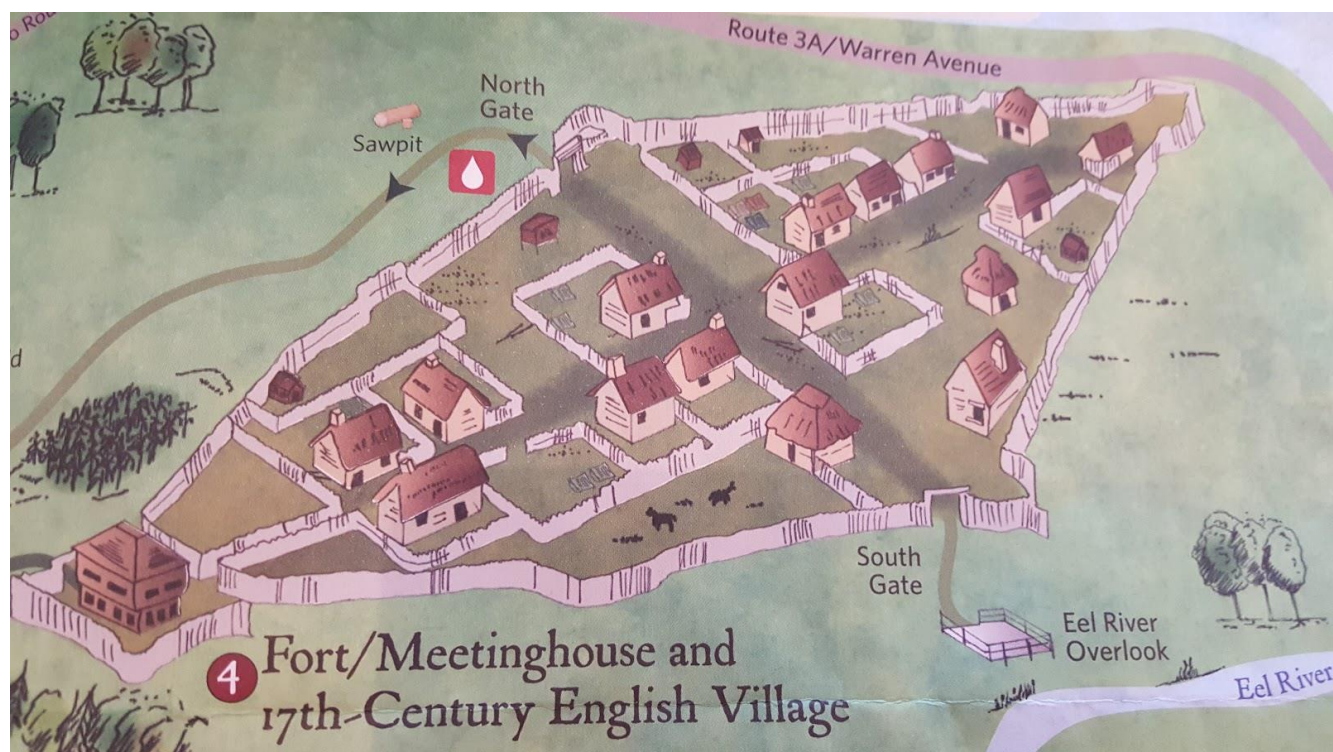 Route 3A/Warren Avenue
North
Gate
Sawpit
d
South
Gate
Eel River
Overlook
Eel River
4
Fort/Meetinghouse and
17th-Century English Village